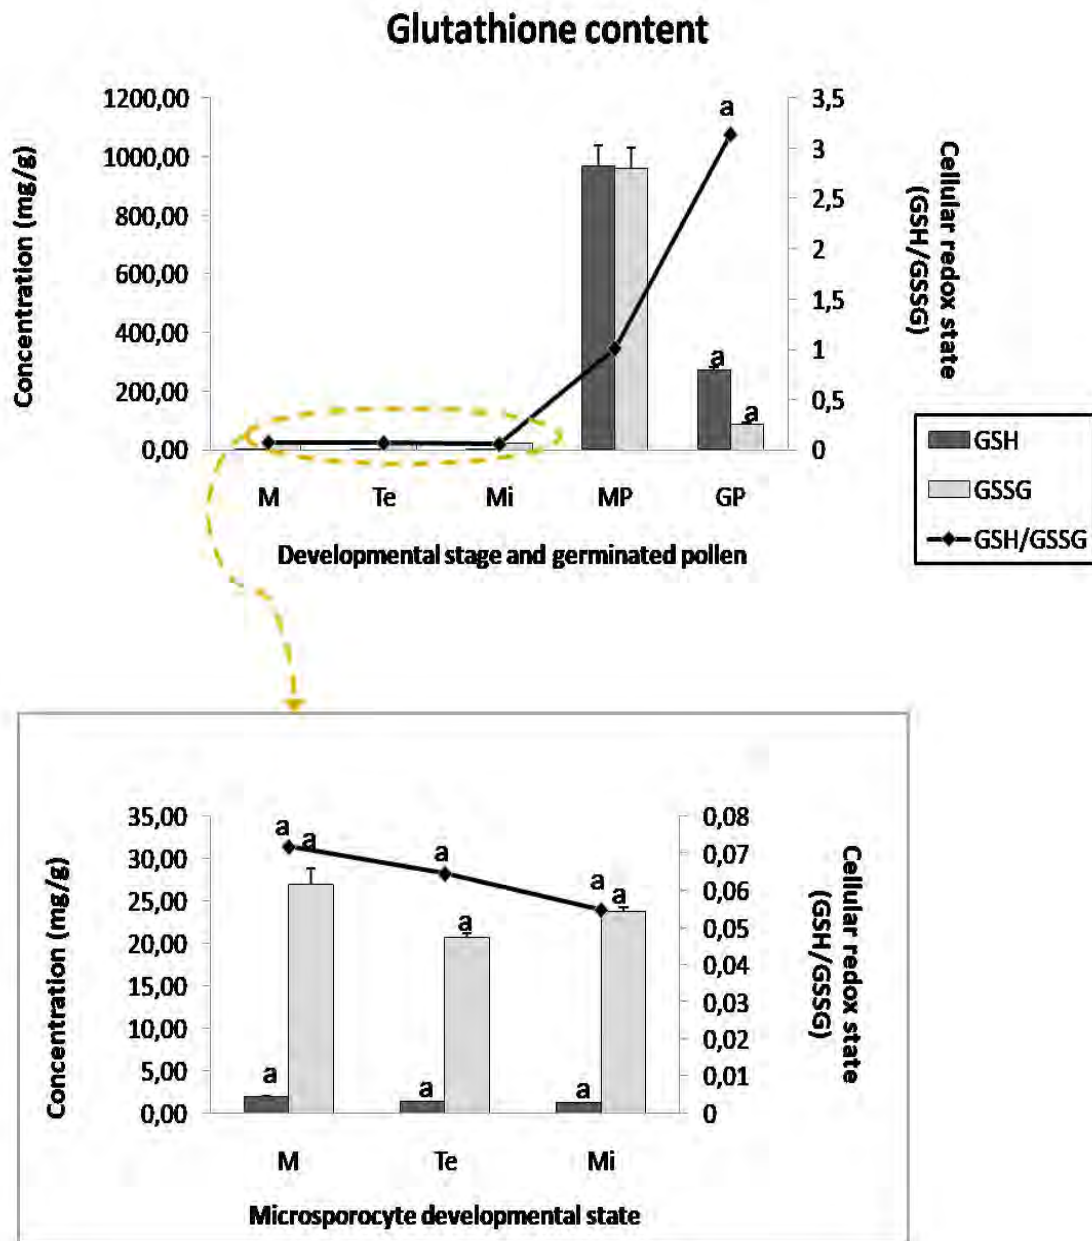 Glutathione content
Concentration (mg/g)
1200,00
1000,00
800,00
600,00
400,00
200,00
0,00
3,5
3
2,5
2
1,5
1
0,5
0
Cellular redox state
(GSH/GSSG)
a
a
a
M Te Mi MP GP
Developmental stage and germinated pollen
GSH
GSSG
GSH/GSSG
Concentration (mg/g)
35,00
30,00
25,00
20,00
15,00
10,00
5,00
0,00
0,08
0,07
0,06
0,05
0,04
0,03
0,02
0,01
0
Cellular redox state
(GSH/GSSG)
a a a
a a a
a a a
M Te Mi
Microsporocyte developmental state